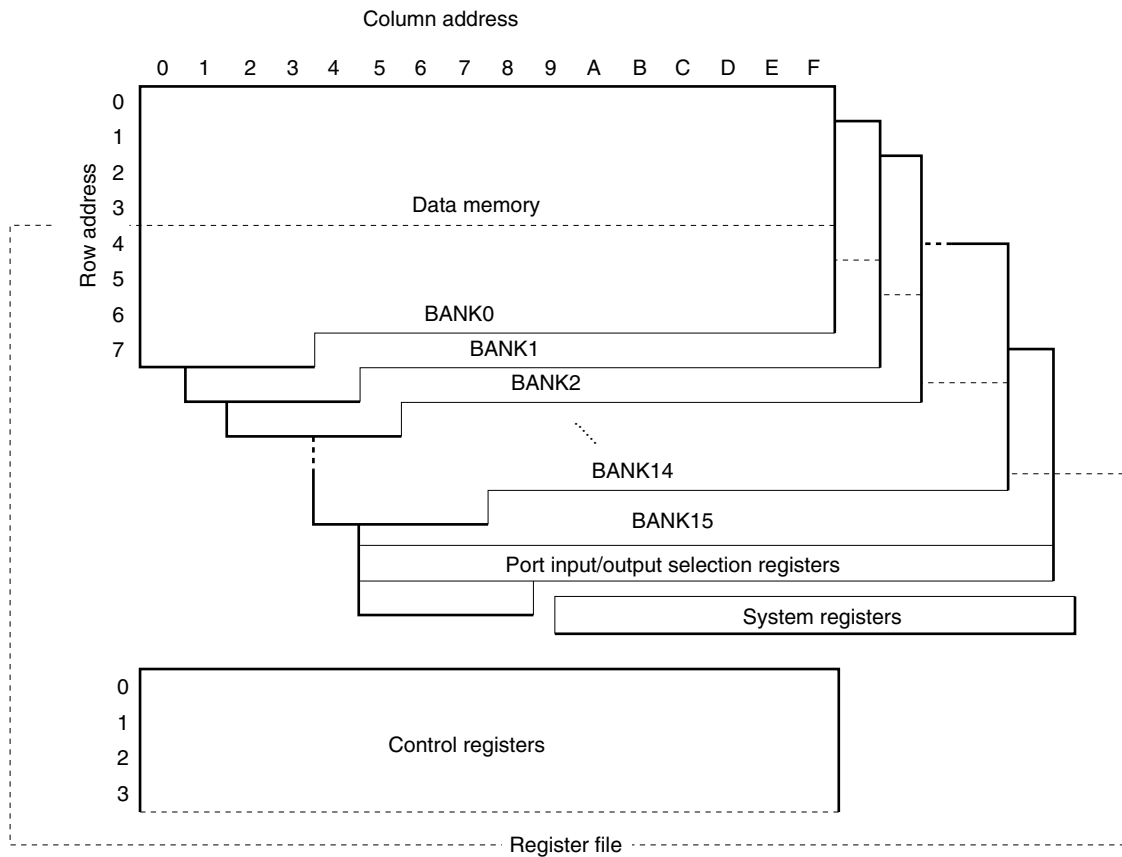 Column address
0 1 2 3 4 5 6 7 8 9 A B C D E F
Row address
0
1
2
3
4
5
6
7
Data memory
BANK0
BANK1
BANK2
BANK14
BANK15
Port input/output selection registers
System registers
0
1
2
3
Control registers
Register file